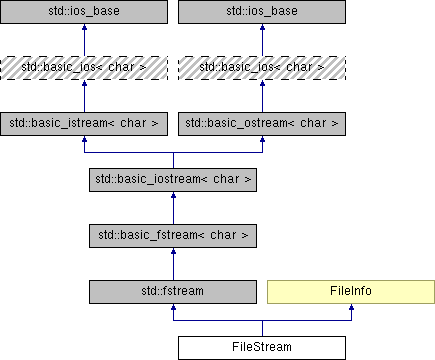 std::ios_base
std::ios_base
std::basic_ios< char >
std::basic_ios< char >
std::basic_istream< char >
std::basic_ostream< char >
std::basic_iostream< char >
std::basic_fstream< char >
std::fstream
FileInfo
FileStream